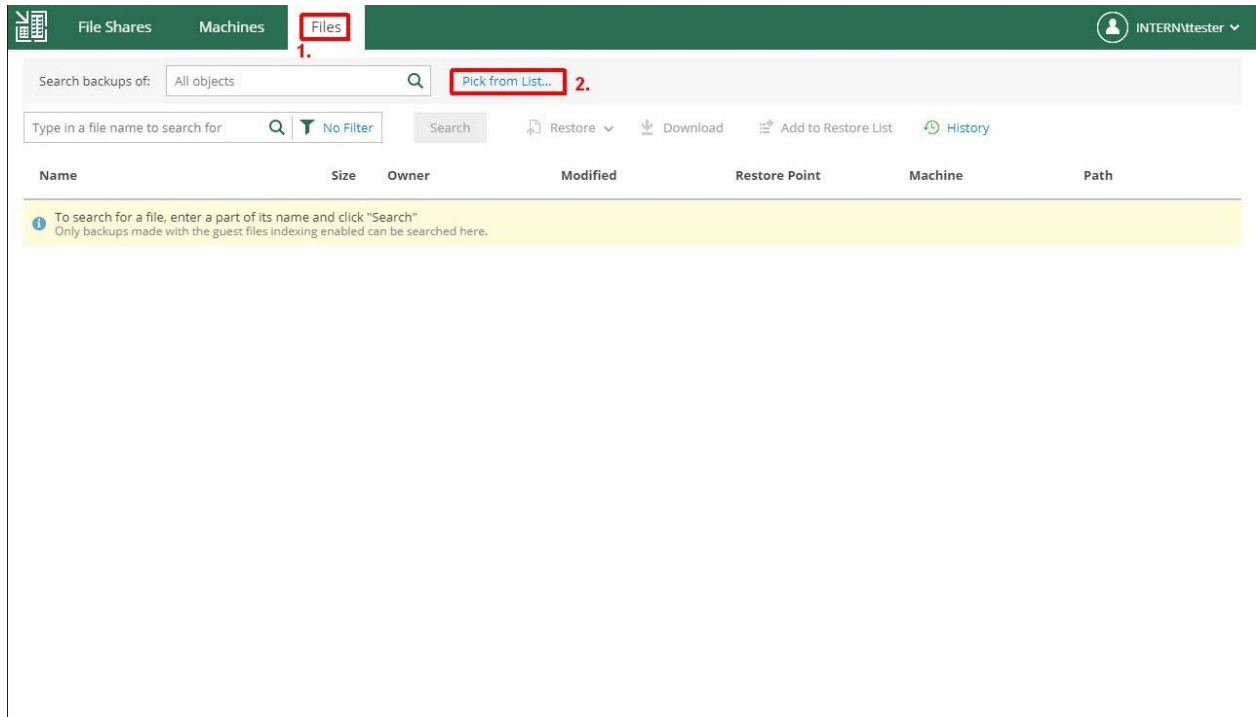 File Shares Machines Files INTERN\ttester
1.
Search backups of: All objects Pick from List... 2.
Type in a file name to search for No Filter Search Restore Download Add to Restore List History
Name Size Owner Modified Restore Point Machine Path
To search for a file, enter a part of its name and click "Search"
Only backups made with the guest files indexing enabled can be searched here.